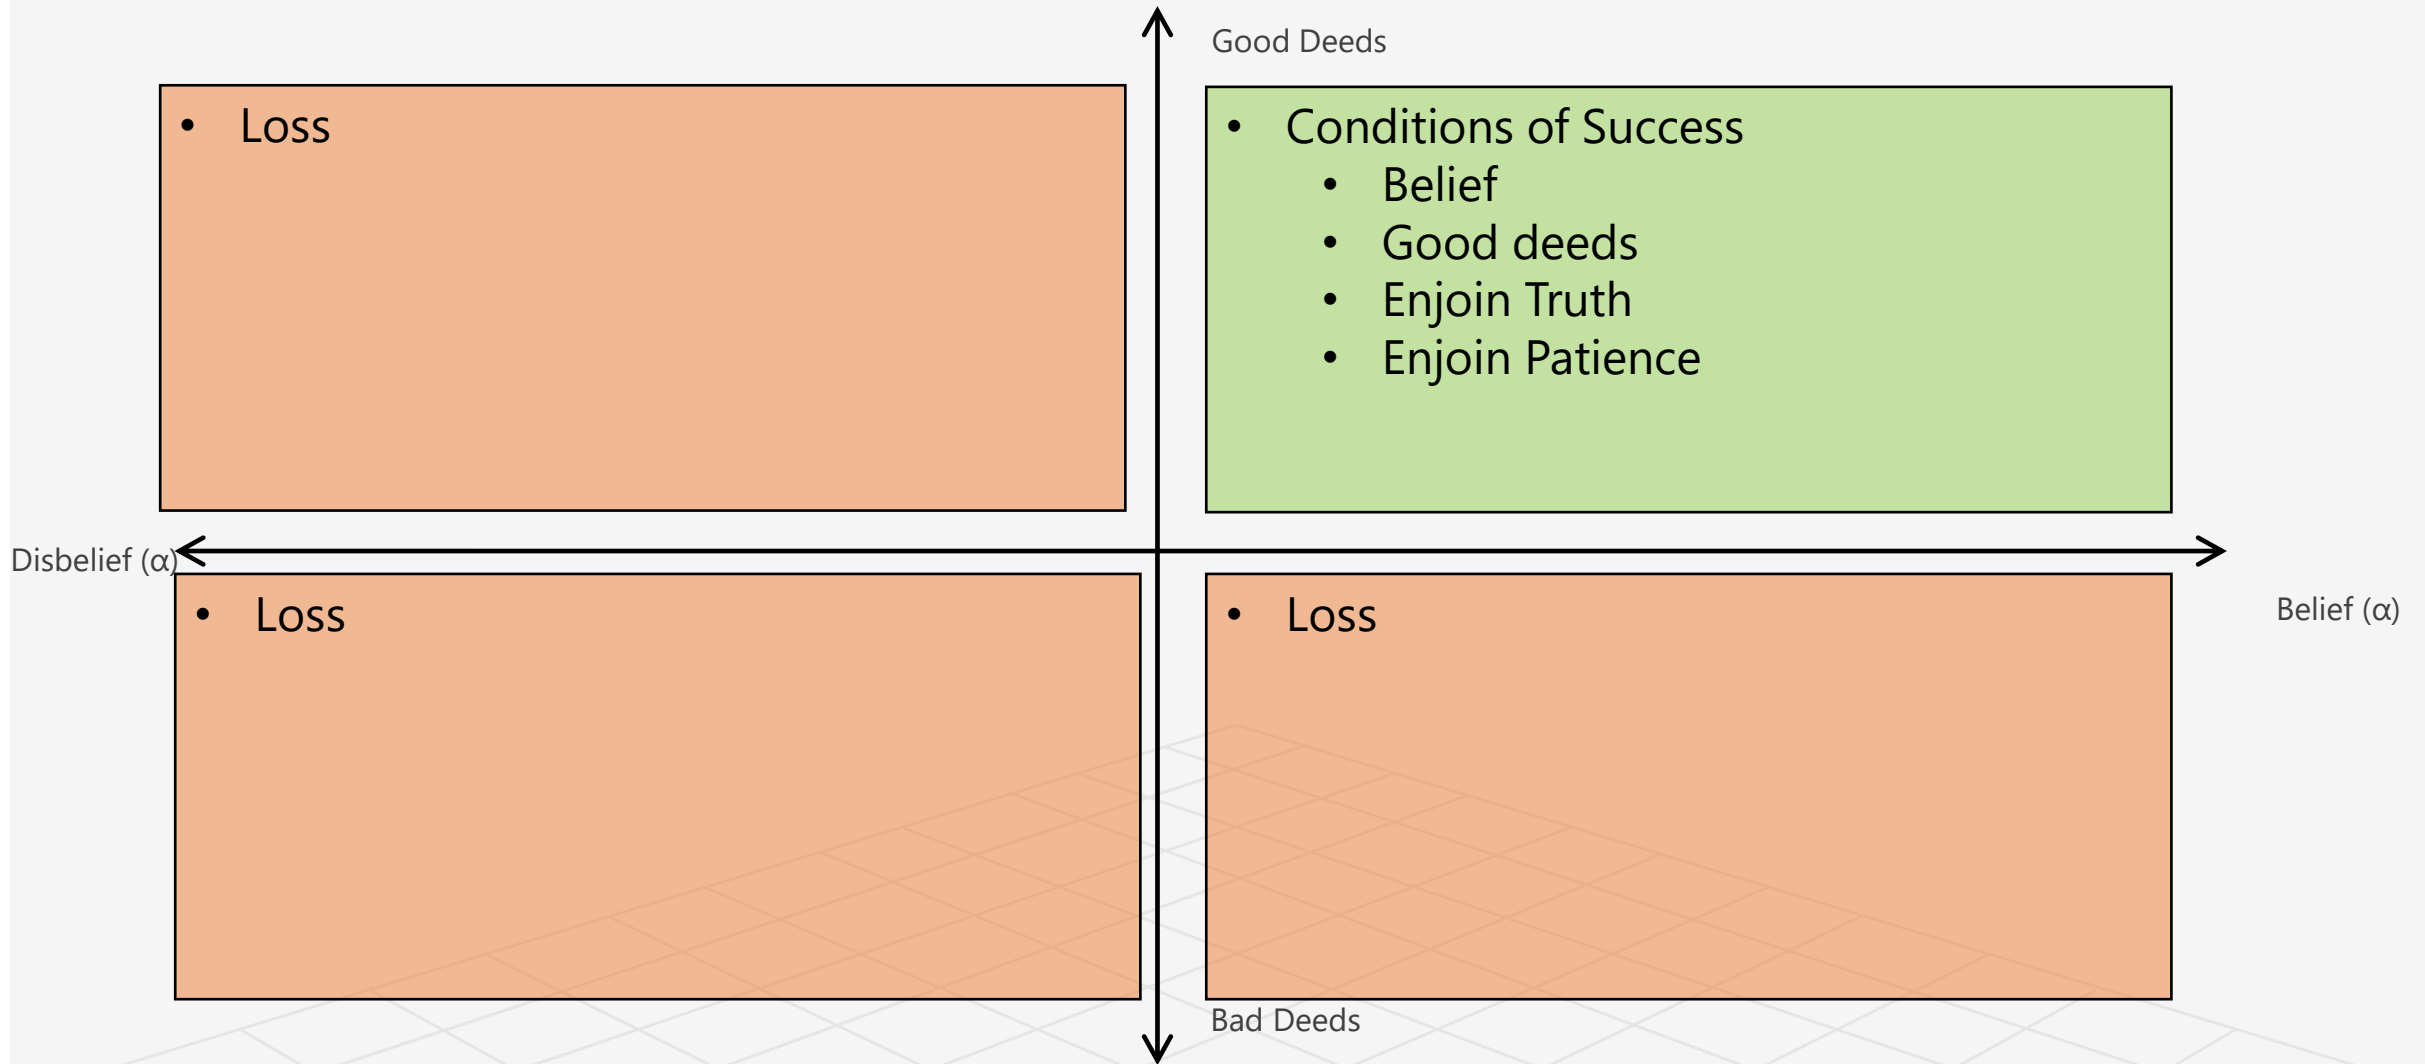 Good Deeds
• Loss
• Conditions of Success
• Belief
• Good deeds
• Enjoin Truth
• Enjoin Patience
Disbelief (α)
Belief (α)
• Loss
• Loss
Bad Deeds